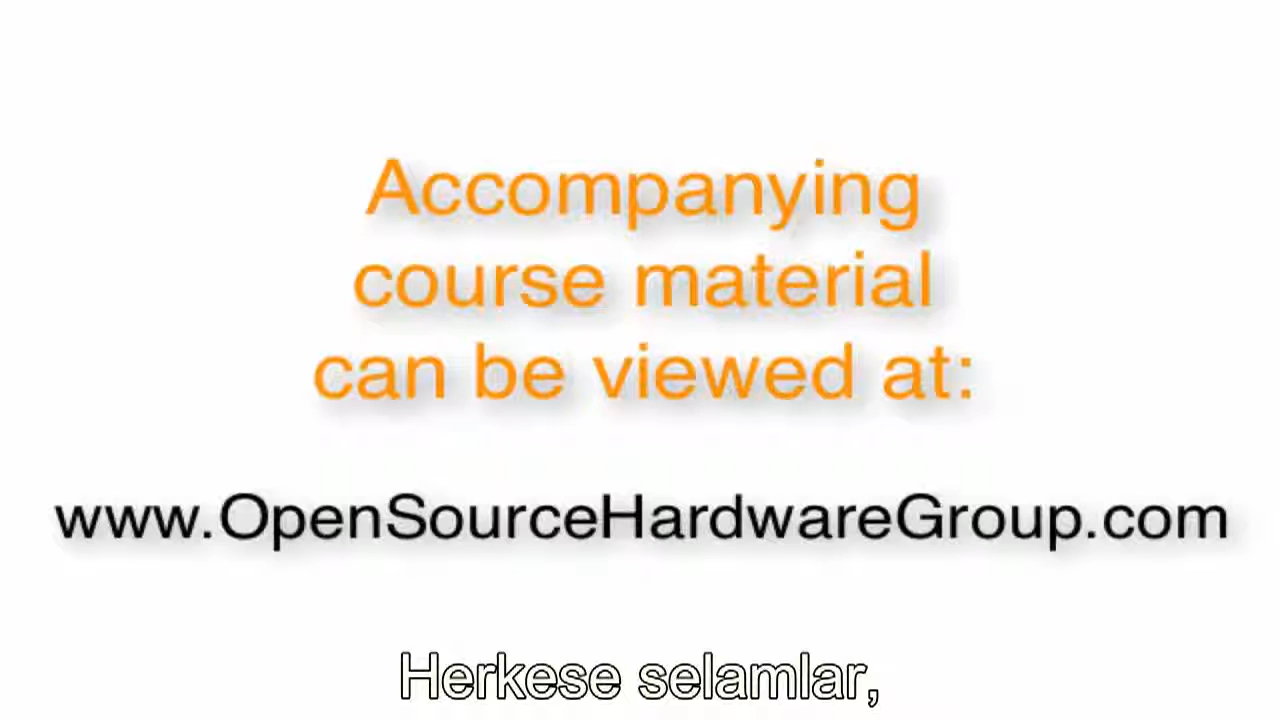 Accompanying
course material
can be viewed at:
www.OpenSourceHardwareGroup.com
Herkese selamlar,